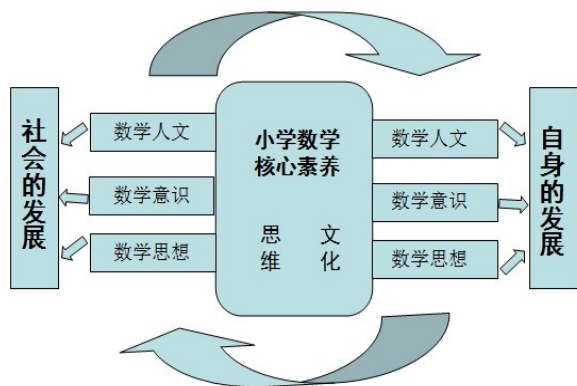 社会的发展
数学人文
数学意识
数学思想
小学数学
核心素养
思 文
维 化
数学人文
数学意识
数学思想
自身的发展